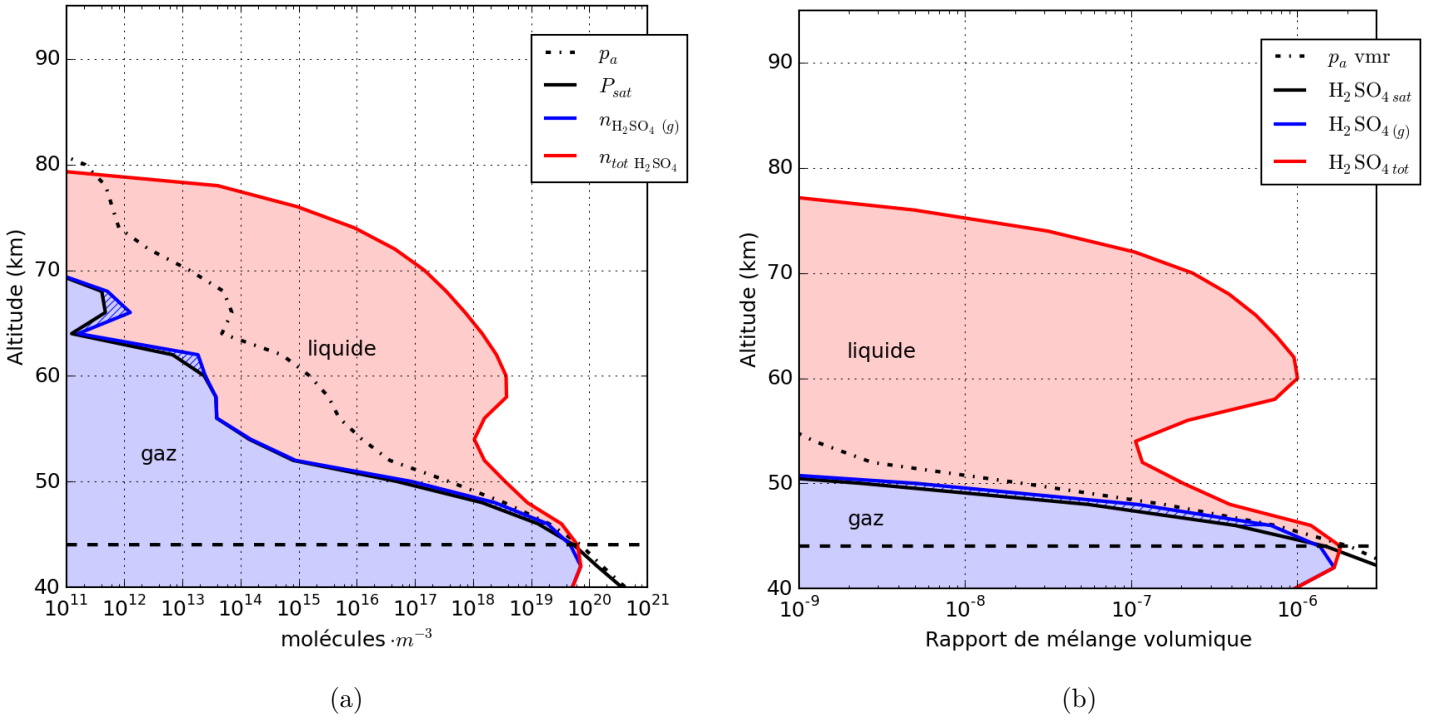 90
80
70
60
50
40
Altitude (km)
10^11 10^12 10^13 10^14 10^15 10^16 10^17 10^18 10^19 10^20 10^21
molécules ·m^−3
p_a
P_sat
n_H₂SO₄ (g)
n_tot H₂SO₄
liquide
gaz
(a)
90
80
70
60
50
40
Altitude (km)
10^-9 10^-8 10^-7 10^-6
Rapport de mélange volumique
p_a vmr
H₂SO₄ sat
H₂SO₄ (g)
H₂SO₄ tot
liquide
gaz
(b)